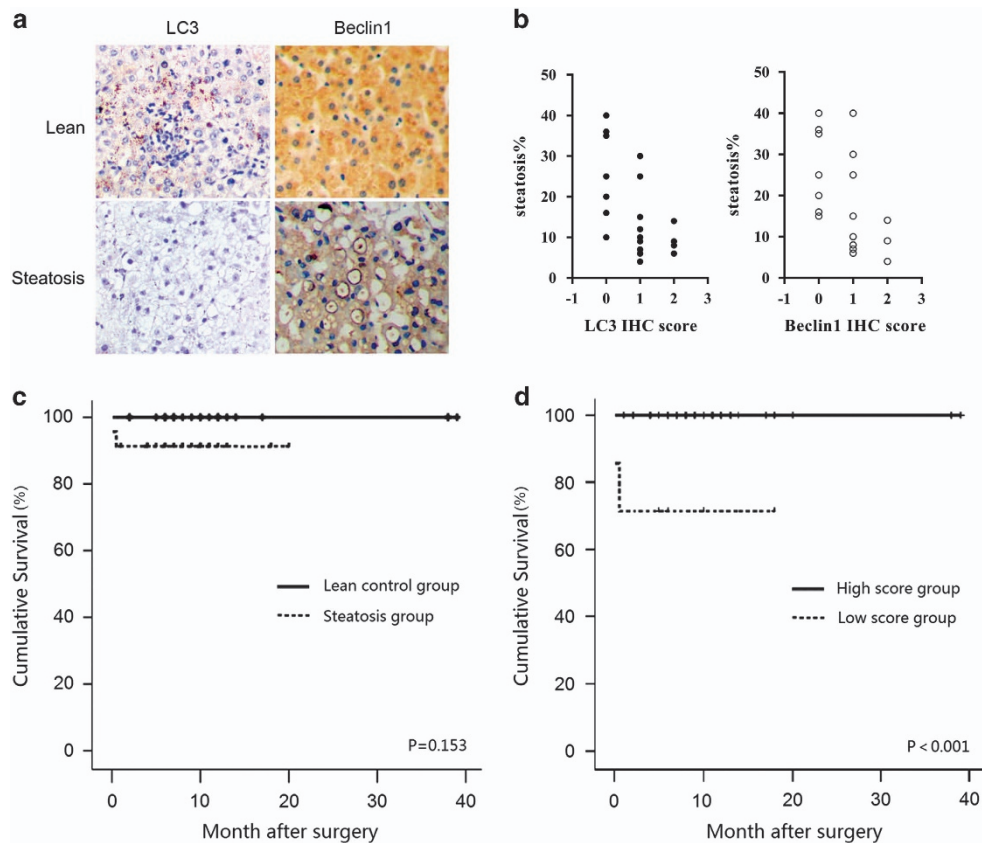 a
LC3 Beclin1
Lean
Steatosis
b
steatosis%
50
40
30
20
10
0
-1 0 1 2 3
LC3 IHC score
steatosis%
50
40
30
20
10
0
-1 0 1 2 3
Beclin1 IHC score
c
Cumulative Survival (%)
100
80
60
40
20
0
Lean control group
Steatosis group
P=0.153
0 10 20 30 40
Month after surgery
d
Cumulative Survival (%)
100
80
60
40
20
0
High score group
Low score group
P < 0.001
0 10 20 30 40
Month after surgery